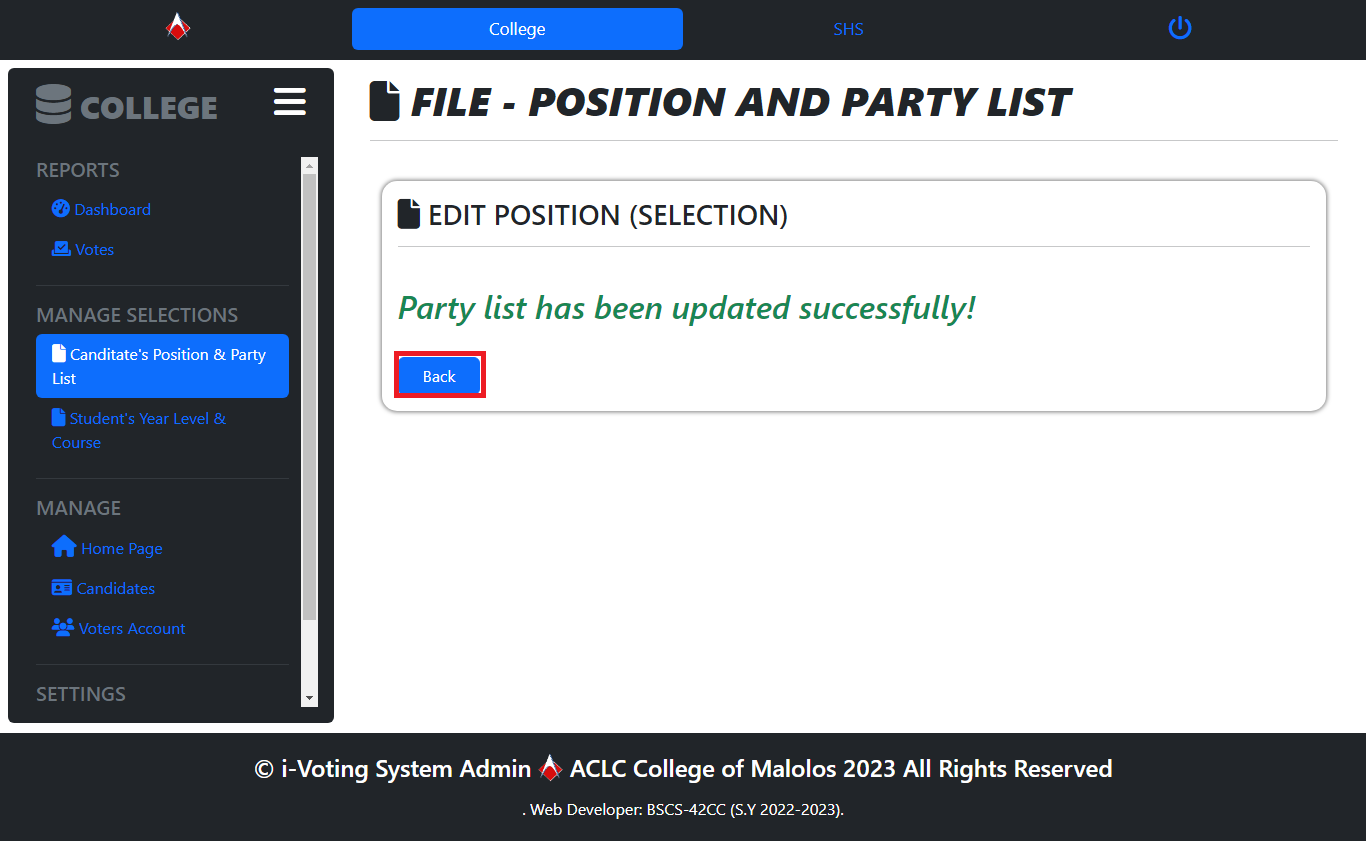 College
SHS
COLLEGE
REPORTS
Dashboard
Votes
MANAGE SELECTIONS
Canditate's Position & Party
List
Student's Year Level &
Course
MANAGE
Home Page
Candidates
Voters Account
SETTINGS
FILE - POSITION AND PARTY LIST
EDIT POSITION (SELECTION)
Party list has been updated successfully!
Back
© i-Voting System Admin ACLC College of Malolos 2023 All Rights Reserved
. Web Developer: BSCS-42CC (S.Y 2022-2023).